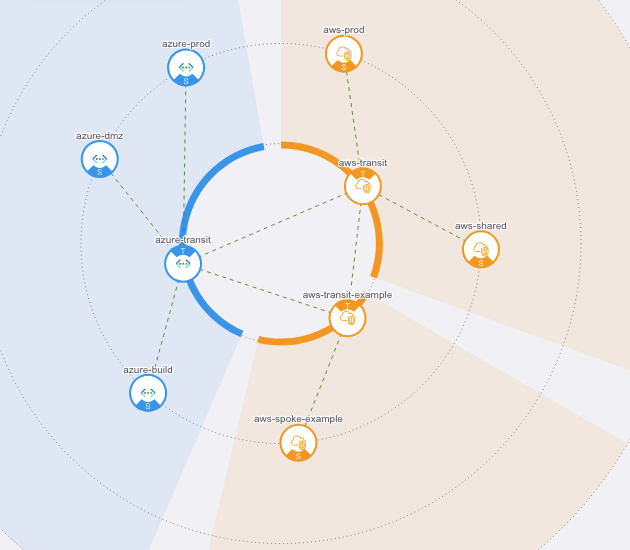 aws-prod
S
azure-prod
S
azure-dmz
S
aws-transit
T
aws-shared
S
azure-transit
T
aws-transit-example
T
azure-build
S
aws-spoke-example
S